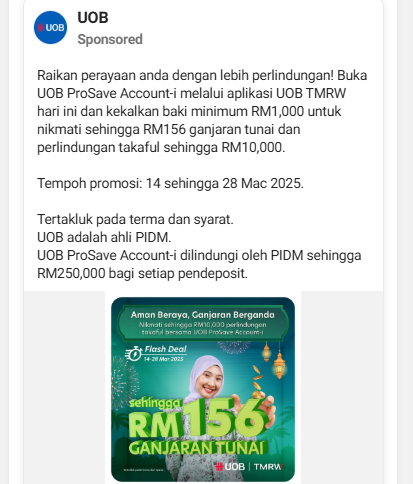 UOB
UOB
Sponsored
Raikan perayaan anda dengan lebih perlindungan! Buka
UOB ProSave Account-i melalui aplikasi UOB TMRW
hari ini dan kekalkan baki minimum RM1,000 untuk
nikmati sehingga RM156 ganjaran tunai dan
perlindungan takaful sehingga RM10,000.
Tempoh promosi: 14 sehingga 28 Mac 2025.
Tertakluk pada terma dan syarat.
UOB adalah ahli PIDM.
UOB ProSave Account-i dilindungi oleh PIDM sehingga
RM250,000 bagi setiap pendeposit.
Aman Beraya, Ganjaran Berganda
Nikmati sehingga RM10,000 perlindungan
takaful bersama UOB ProSave Account-i
Flash Deal
14-28 Mar 2025
sehingga
RM156
GANJARAN TUNAI
UOB | TMRW